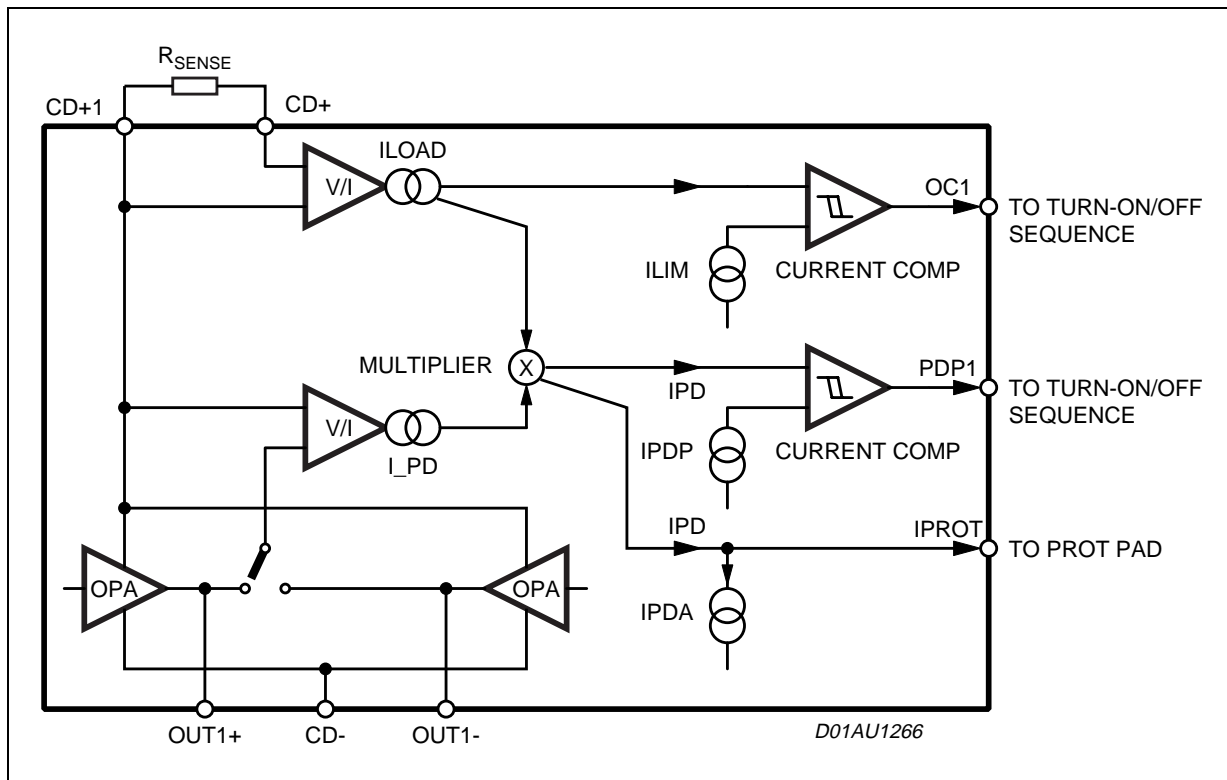 RSENSE
CD+1
CD+
ILOAD
V/I
OC1
TO TURN-ON/OFF
SEQUENCE
ILIM
CURRENT COMP
MULTIPLIER
X
IPD
PDP1
TO TURN-ON/OFF
SEQUENCE
V/I
I_PD
IPDP
CURRENT COMP
IPD
IPROT
TO PROT PAD
OPA
OPA
IPDA
OUT1+
CD-
OUT1-
D01AU1266